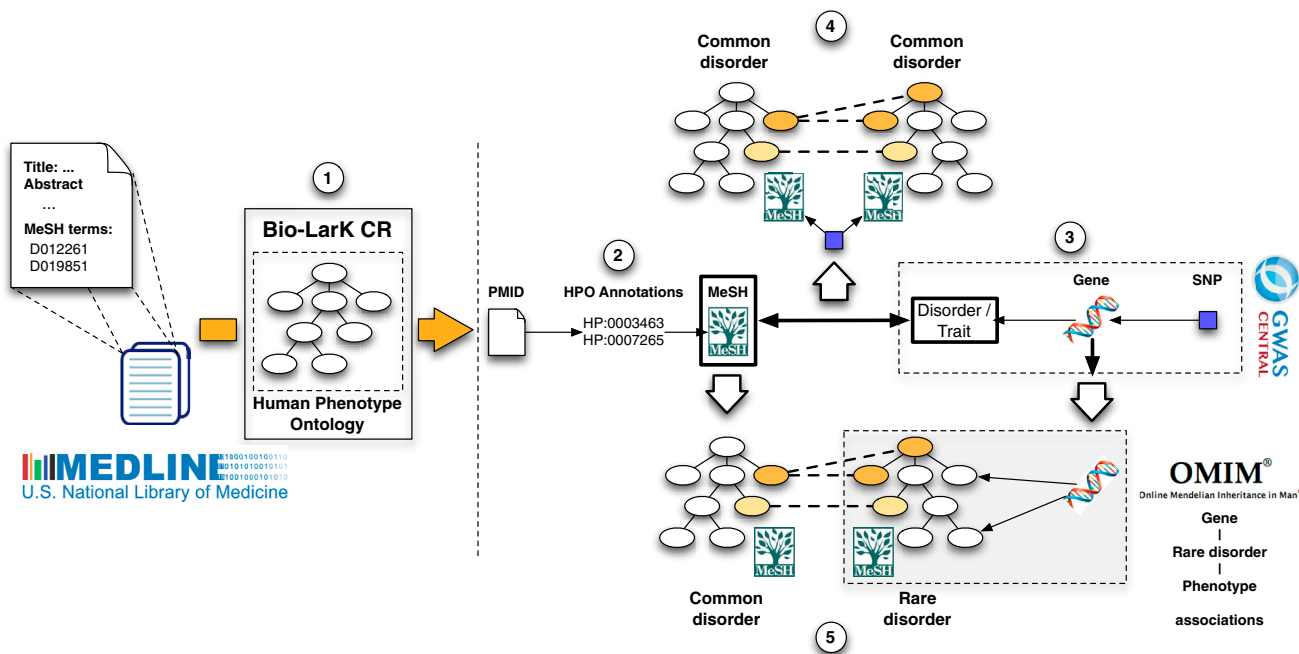 Title: ...
Abstract
...
MeSH terms:
D012261
D019851
MEDLINE
U.S. National Library of Medicine
1
Bio-LarK CR
Human Phenotype
Ontology
PMID
2
HPO Annotations
HP:0003463
HP:0007265
MeSH
MeSH
4
Common
disorder
Common
disorder
MeSH
MeSH
3
Disorder /
Trait
Gene
SNP
GWAS
CENTRAL
MeSH
Common
disorder
MeSH
Rare
disorder
5
OMIM®
Online Mendelian Inheritance in Man
Gene
Rare disorder
Phenotype
associations